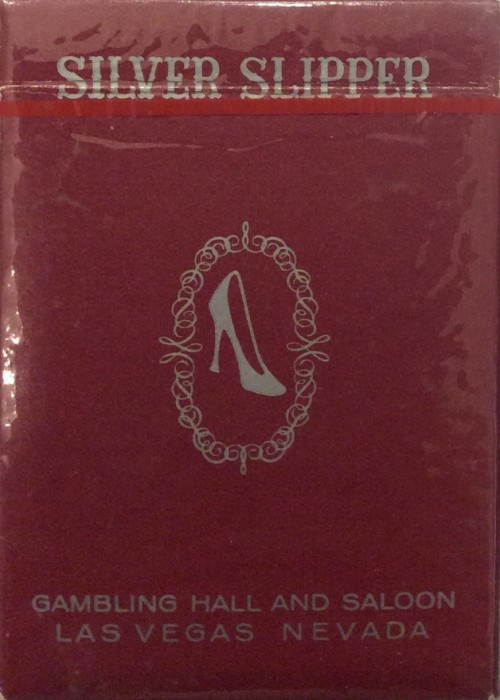 SILVER SLIPPER
GAMBLING HALL AND SALOON
LAS VEGAS NEVADA